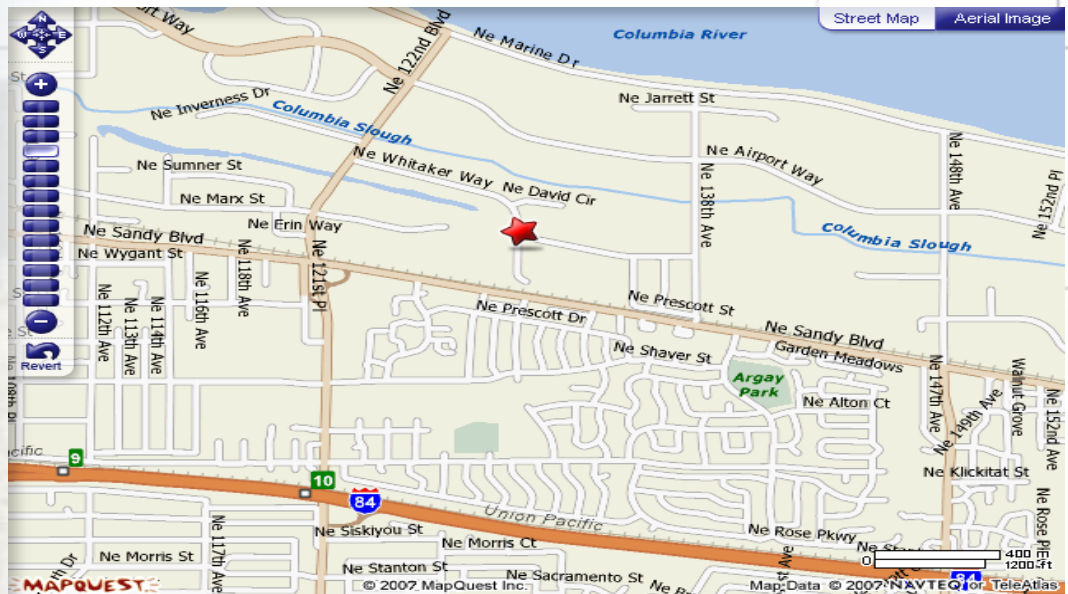 Street Map
Aerial Image
Columbia River
Ne Marine Dr
Ne 122nd Blvd
Ne Jarrett St
Ne Inverness Dr
Columbia Slough
Ne Whitaker Way
Ne David Cir
Ne Airport Way
Ne 138th Ave
Ne 148th Ave
Ne 152nd Pl
Ne Sumner St
Ne Marx St
Ne Erin Way
Columbia Slough
Ne Sandy Blvd
Ne Wygant St
Ne 118th Ave
Ne 121st Pl
Ne 116th Ave
Ne 112th Ave
Ne 113th Ave
Ne 114th Ave
Ne Prescott Dr
Ne Prescott St
Ne Sandy Blvd
Ne Shaver St
Garden Meadows
Argay
Park
Ne Alton Ct
Ne 147th Ave
Ne 149th Ave
Walnut Grove
Ne 152nd Ave
Revert
Ne Klickitat St
9
10
84
Union Pacific
Ne Siskiyou St
Ne Rose Pkwy
Ne Morris Ct
Ne Morris St
Ne 117th Ave
Ne Stanton St
Ne Sacramento St
400 m
0
1200 ft
84
MAPQUEST
© 2007 MapQuest Inc.
Map Data © 2007 NAVTEQ or TeleAtlas